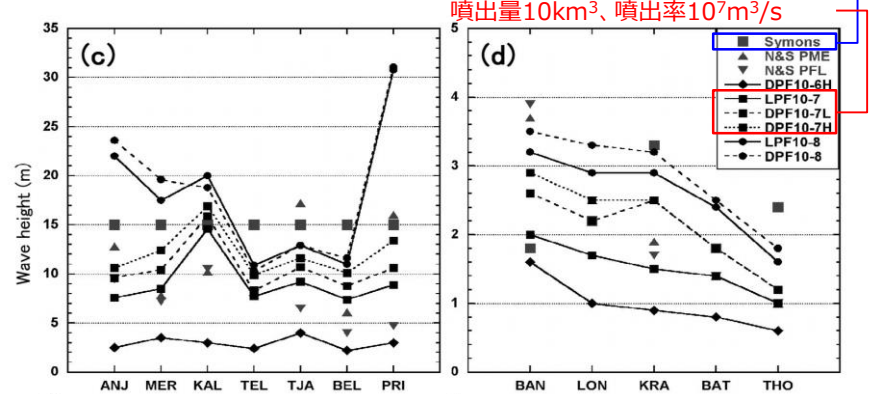 噴出量10km³、噴出率10⁷m³/s
(c)
35
30
25
20
15
10
5
0
Wave height (m)
ANJ MER KAL TEL TJA BEL PRI
(d)
5
4
3
2
1
0
BAN LON KRA BAT THO
Symons
N&S PME
N&S PFL
DPF10-6H
LPF10-7
DPF10-7L
DPF10-7H
LPF10-8
DPF10-8